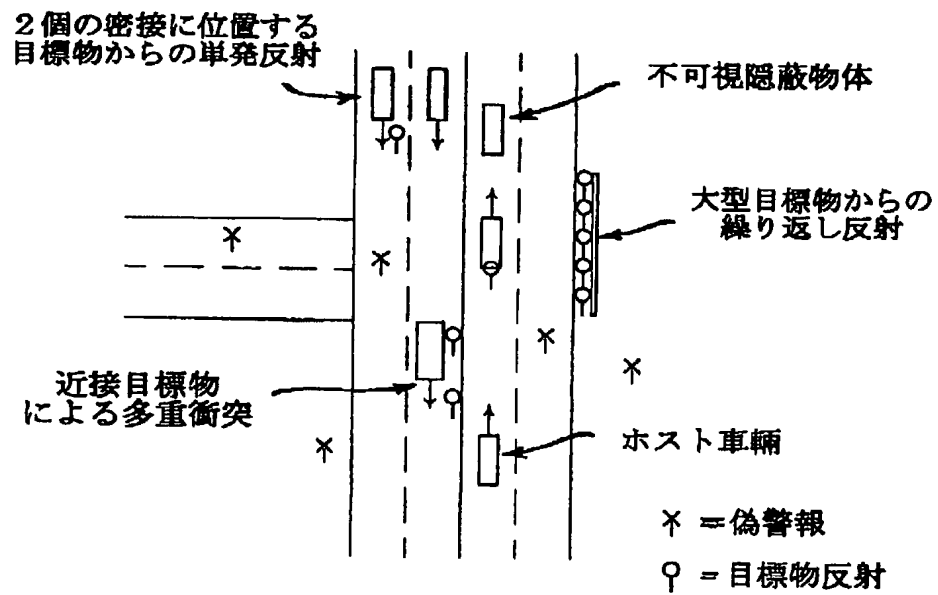 2個の密接に位置する
目標物からの単発反射
不可視隠蔽物体
大型目標物からの
繰り返し反射
近接目標物
による多重衝突
ホスト車輛
=偽警報
=目標物反射